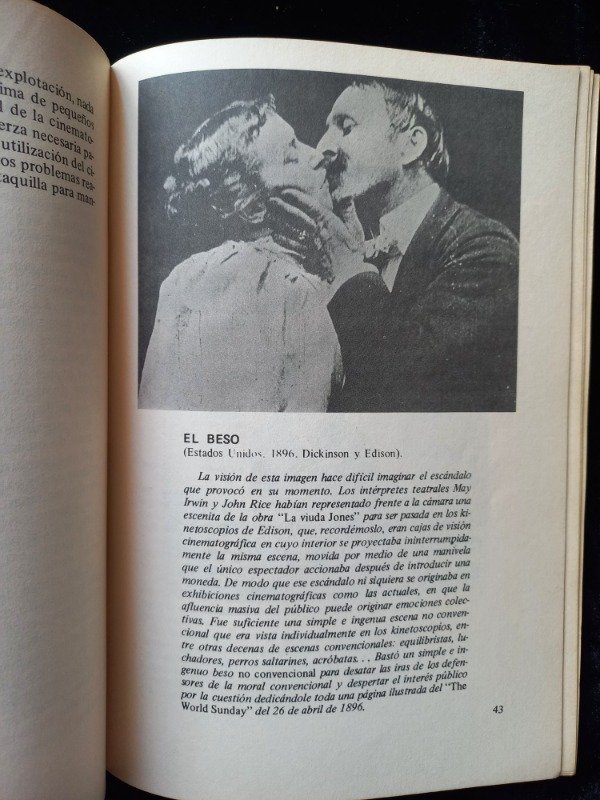 explotación, nada
ima de pequeños
l de la cinemato-
erza necesaria pa-
utilización del ci-
os problemas rea-
taquilla para man-
EL BESO
(Estados Unidos, 1896, Dickinson y Edison).
La visión de esta imagen hace difícil imaginar el escándalo
que provocó en su momento. Los intérpretes teatrales May
Irwin y John Rice habían representado frente a la cámara una
escenita de la obra "La viuda Jones" para ser pasada en los ki-
netoscopios de Edison, que, recordémoslo, eran cajas de visión
cinematográfica en cuyo interior se proyectaba ininterrumpida-
mente la misma escena, movida por medio de una manivela
que el único espectador accionaba después de introducir una
moneda. De modo que ese escándalo ni siquiera se originaba en
exhibiciones cinematográficas como las actuales, en que la
afluencia masiva del público puede originar emociones colec-
tivas. Fue suficiente una simple e ingenua escena no conven-
cional que era vista individualmente en los kinetoscopios, en-
tre otras decenas de escenas convencionales: equilibristas, lu-
chadores, perros saltarines, acróbatas. . . Bastó un simple e in-
genuo beso no convencional para desatar las iras de los defen-
sores de la moral convencional y despertar el interés público
por la cuestión dedicándole toda una página ilustrada del "The
World Sunday" del 26 de abril de 1896.
43